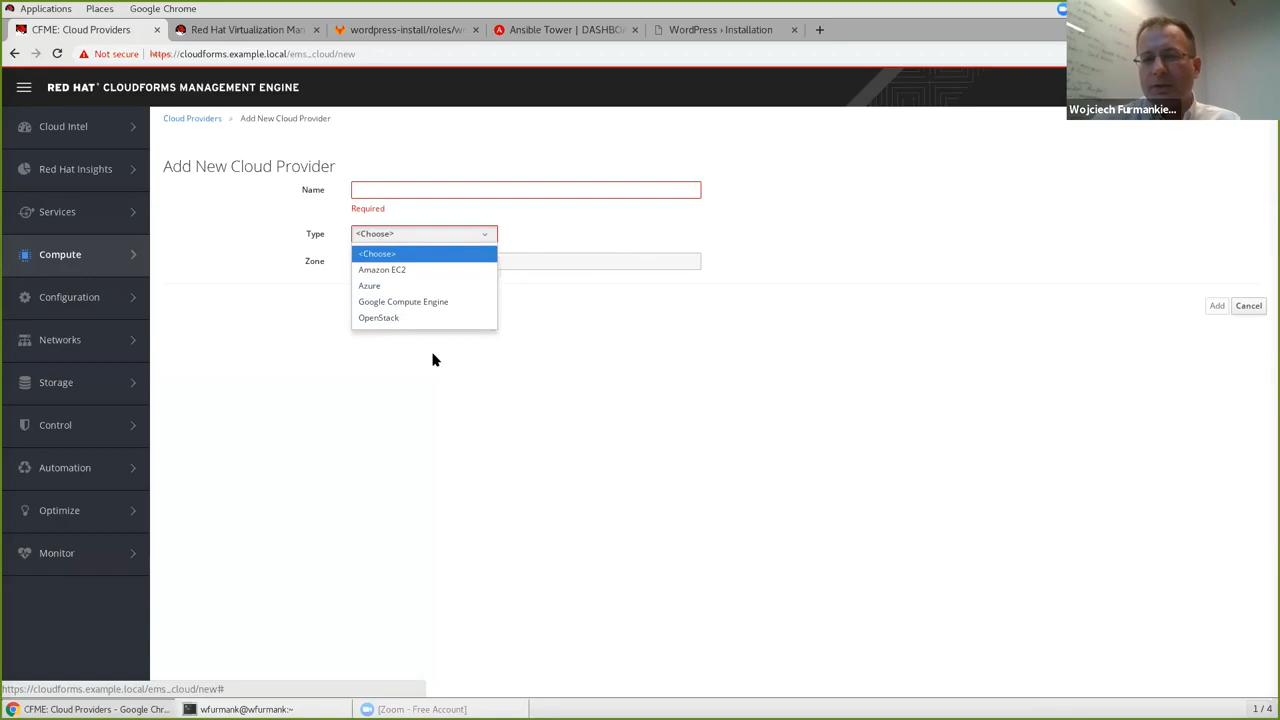 Applications Places Google Chrome
CFME: Cloud Providers
Red Hat Virtualization Ma
wordpress-install/roles/w
Ansible Tower | DASHBO
WordPress › Installation
Not secure https://cloudforms.example.local/ems_cloud/new
RED HAT CLOUDFORMS MANAGEMENT ENGINE
Wojciech Furmankie...
Cloud Intel
Red Hat Insights
Services
Compute
Configuration
Networks
Storage
Control
Automation
Optimize
Monitor
Cloud Providers » Add New Cloud Provider
Add New Cloud Provider
Name
Required
Type <Choose>
<Choose>
Amazon EC2
Azure
Google Compute Engine
OpenStack
Zone
Add Cancel
https://cloudforms.example.local/ems_cloud/new#
CFME: Cloud Providers - Google Chr...
wfurmank@wfurmank:~
[Zoom - Free Account]
1 / 4